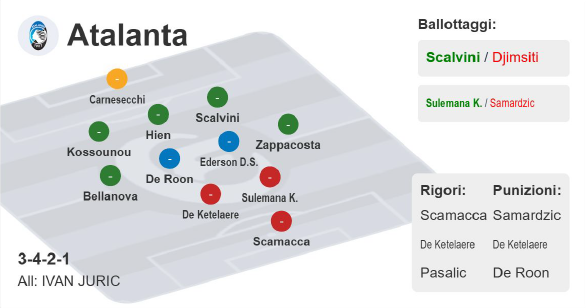 Atalanta
Carnesecchi
Scalvini
Hien
Zappacosta
Kossounou
Ederson D.S.
De Roon
Bellanova
Sulemana K.
De Ketelaere
Scamacca
3-4-2-1
All: IVAN JURIC
Ballottaggi:
Scalvini / Djimsiti
Sulemana K. / Samardzic
Rigori: Punizioni:
Scamacca Samardzic
De Ketelaere De Ketelaere
Pasalic De Roon